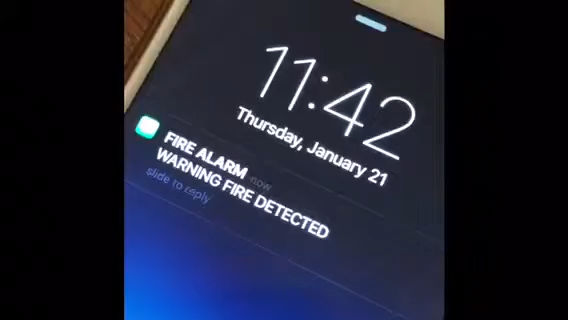 11:42
Thursday, January 21
FIRE ALARM now
WARNING FIRE DETECTED
slide to reply